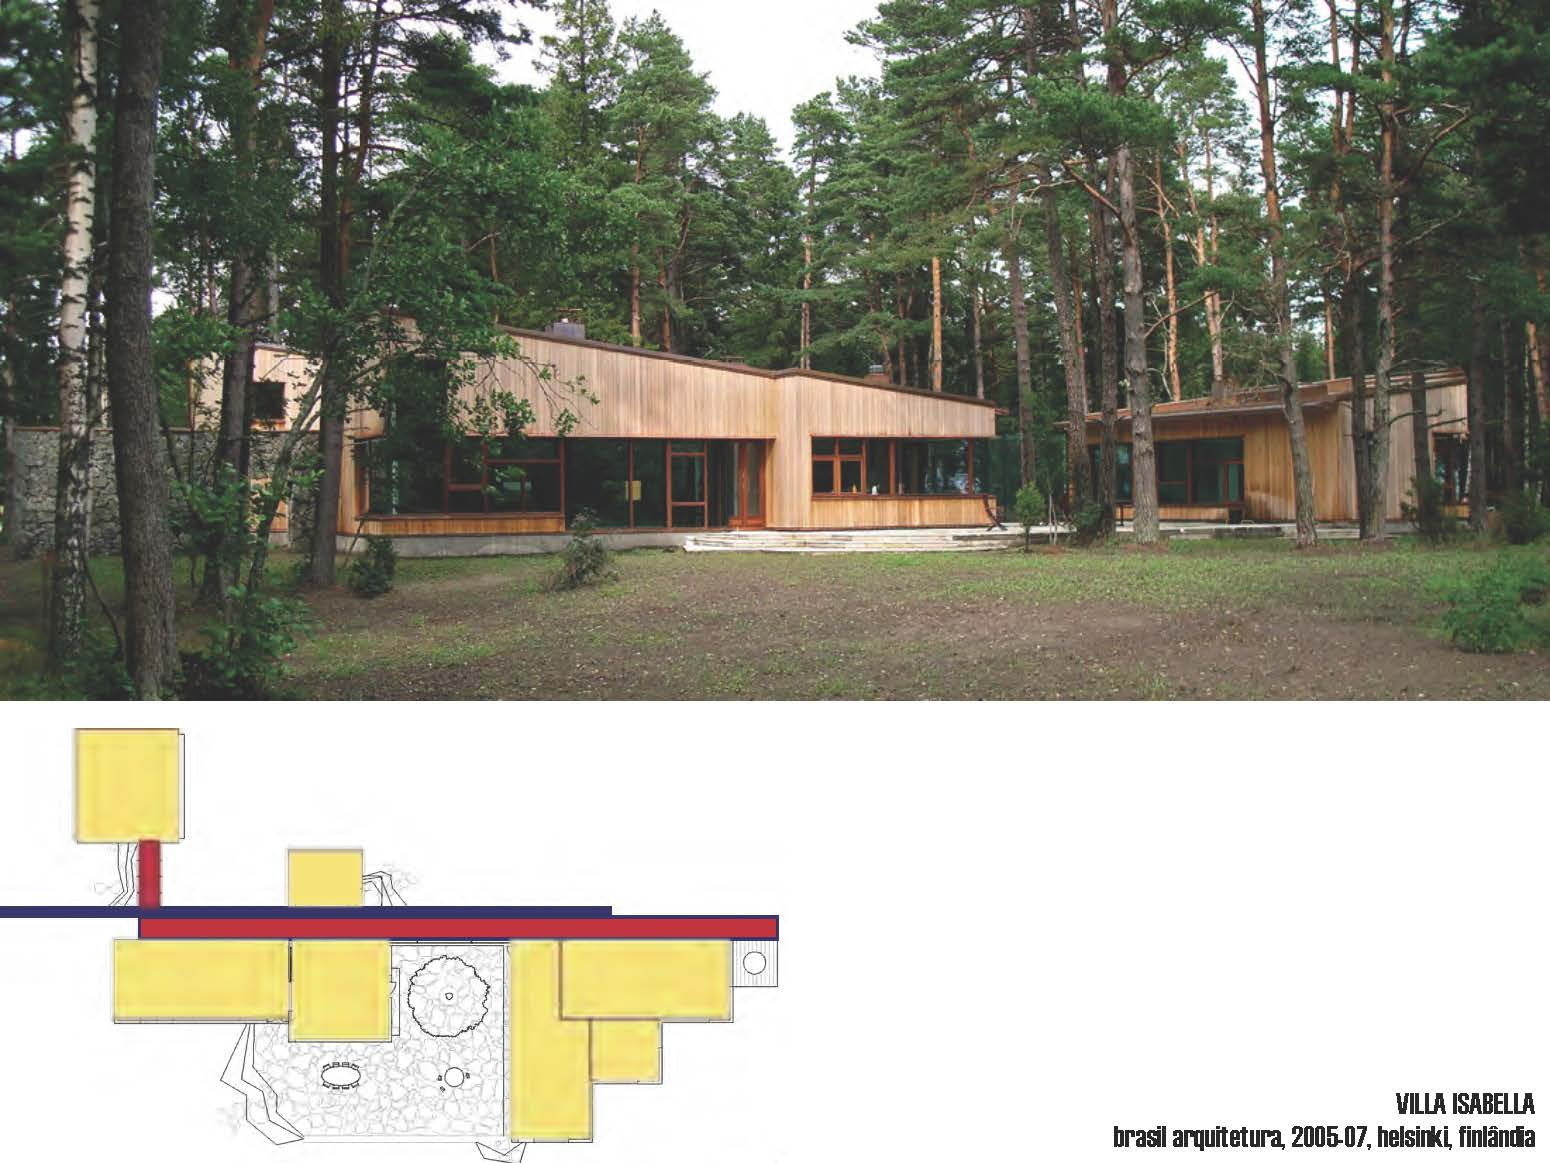 VILLA ISABELLA
brasil arquitetura, 2005-07, helsinki, finlândia